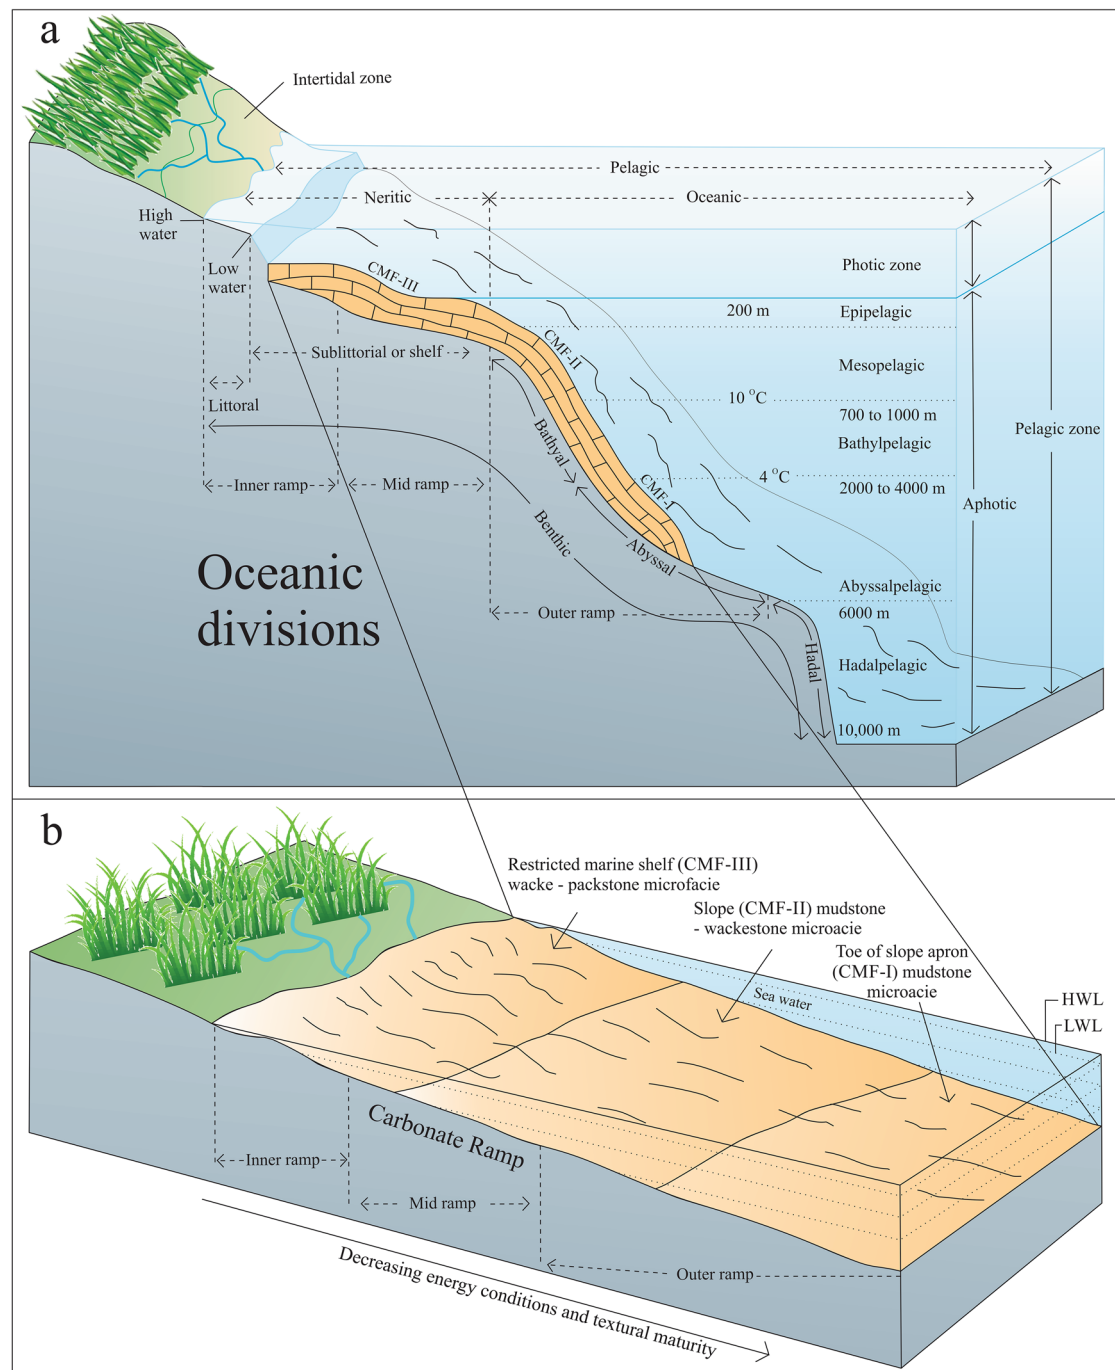 a
Intertidal zone
Pelagic
Neritic
Oceanic
High
water
Low
water
CMF-III
Photic zone
200 m
Epipelagic
CMF-II
Sublittorial or shelf
Mesopelagic
10 °C
Littoral
700 to 1000 m
Pelagic zone
Bathyal
Bathylpelagic
4 °C
Inner ramp
Mid ramp
CMF-I
2000 to 4000 m
Aphotic
Benthic
Abyssal
Oceanic
divisions
Abyssalpelagic
6000 m
Outer ramp
Hadal
Hadalpelagic
10,000 m
b
Restricted marine shelf (CMF-III)
wacke - packstone microfacie
Slope (CMF-II) mudstone
- wackestone microacie
Toe of slope apron
(CMF-I) mudstone
microacie
Sea water
HWL
LWL
Carbonate Ramp
Inner ramp
Mid ramp
Outer ramp
Decreasing energy conditions and textural maturity